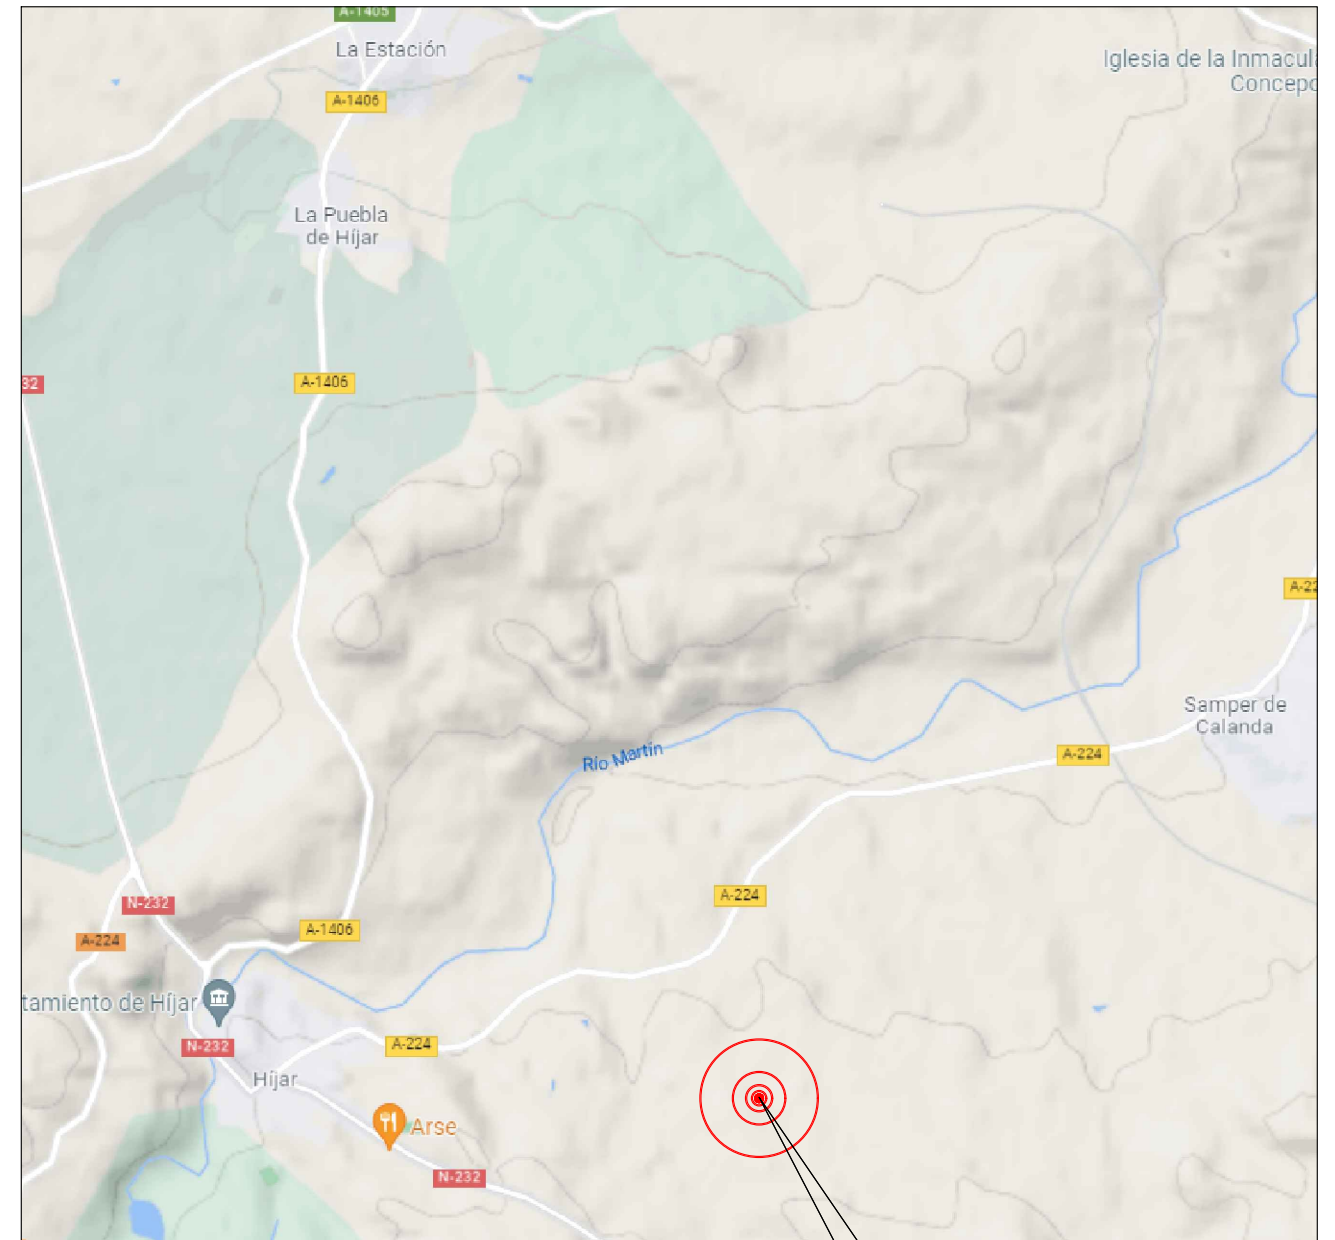 A-1405
La Estación
Iglesia de la Inmacul
Concepc
A-1406
La Puebla
de Híjar
32
A-1406
A-22
Samper de
Calanda
Río Martín
A-224
A-224
N-232
A-1406
A-224
tamiento de Híjar
N-232
A-224
Híjar
Arse
N-232